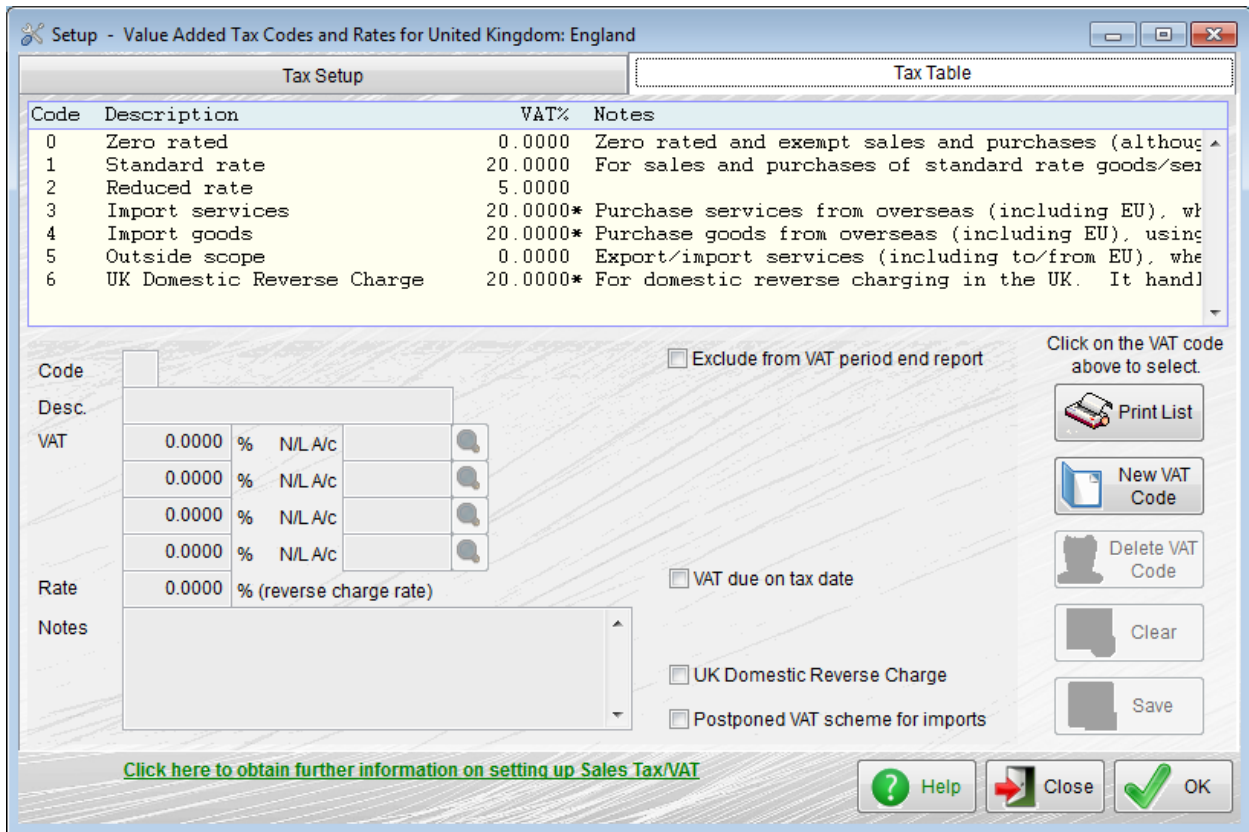 Setup - Value Added Tax Codes and Rates for United Kingdom: England
Tax Setup
Tax Table
Code Description VAT% Notes
0 Zero rated 0.0000 Zero rated and exempt sales and purchases (althoug
1 Standard rate 20.0000 For sales and purchases of standard rate goods/ser
2 Reduced rate 5.0000
3 Import services 20.0000* Purchase services from overseas (including EU), wh
4 Import goods 20.0000* Purchase goods from overseas (including EU), using
5 Outside scope 0.0000 Export/import services (including to/from EU), whe
6 UK Domestic Reverse Charge 20.0000* For domestic reverse charging in the UK. It handl
Click on the VAT code
above to select.
Code
Exclude from VAT period end report
Desc.
Print List
VAT 0.0000 % N/L A/c
0.0000 % N/L A/c
0.0000 % N/L A/c
0.0000 % N/L A/c
New VAT
Code
Delete VAT
Code
Rate 0.0000 % (reverse charge rate)
VAT due on tax date
Notes
Clear
UK Domestic Reverse Charge
Postponed VAT scheme for imports
Save
Click here to obtain further information on setting up Sales Tax/VAT
Help
Close
OK